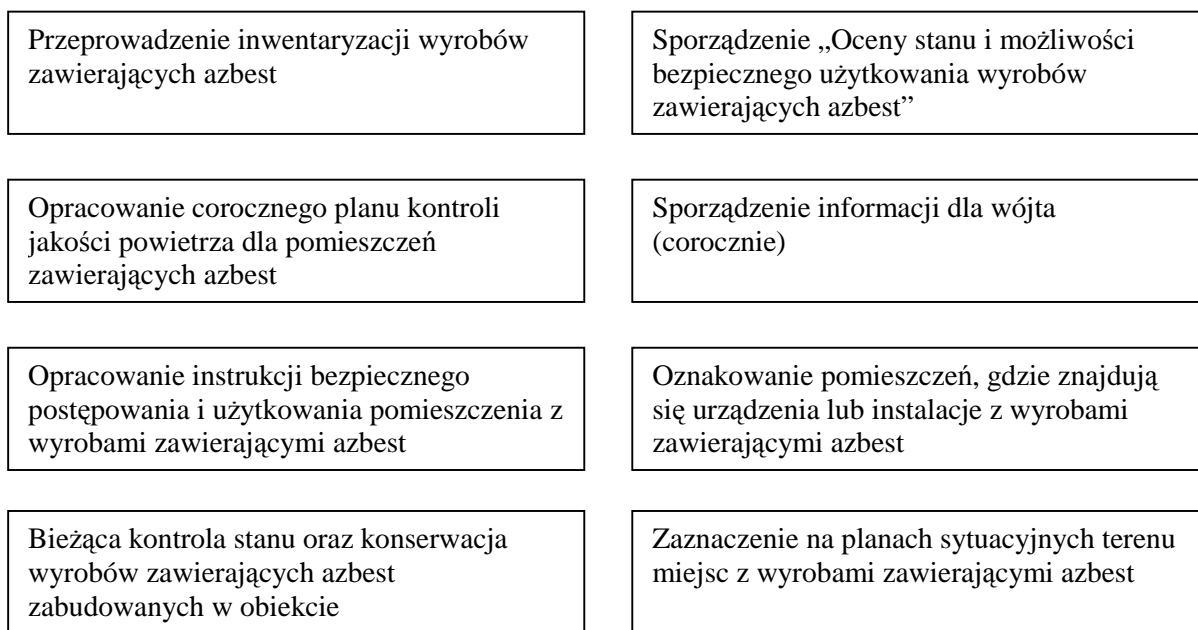 Przeprowadzenie inwentaryzacji wyrobów
zawierających azbest
Sporządzenie „Oceny stanu i możliwości
bezpiecznego użytkowania wyrobów
zawierających azbest”
Opracowanie corocznego planu kontroli
jakości powietrza dla pomieszczeń
zawierających azbest
Sporządzenie informacji dla wójta
(corocznie)
Opracowanie instrukcji bezpiecznego
postępowania i użytkowania pomieszczenia z
wyrobami zawierającymi azbest
Oznakowanie pomieszczeń, gdzie znajdują
się urządzenia lub instalacje z wyrobami
zawierającymi azbest
Bieżąca kontrola stanu oraz konserwacja
wyrobów zawierających azbest
zabudowanych w obiekcie
Zaznaczenie na planach sytuacyjnych terenu
miejsc z wyrobami zawierającymi azbest